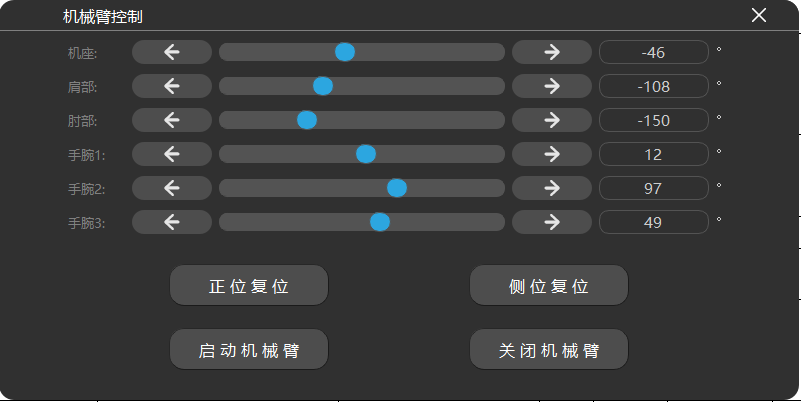 机械臂控制
机座: -46 °
肩部: -108 °
肘部: -150 °
手腕1: 12 °
手腕2: 97 °
手腕3: 49 °
正位复位 侧位复位
启动机械臂 关闭机械臂